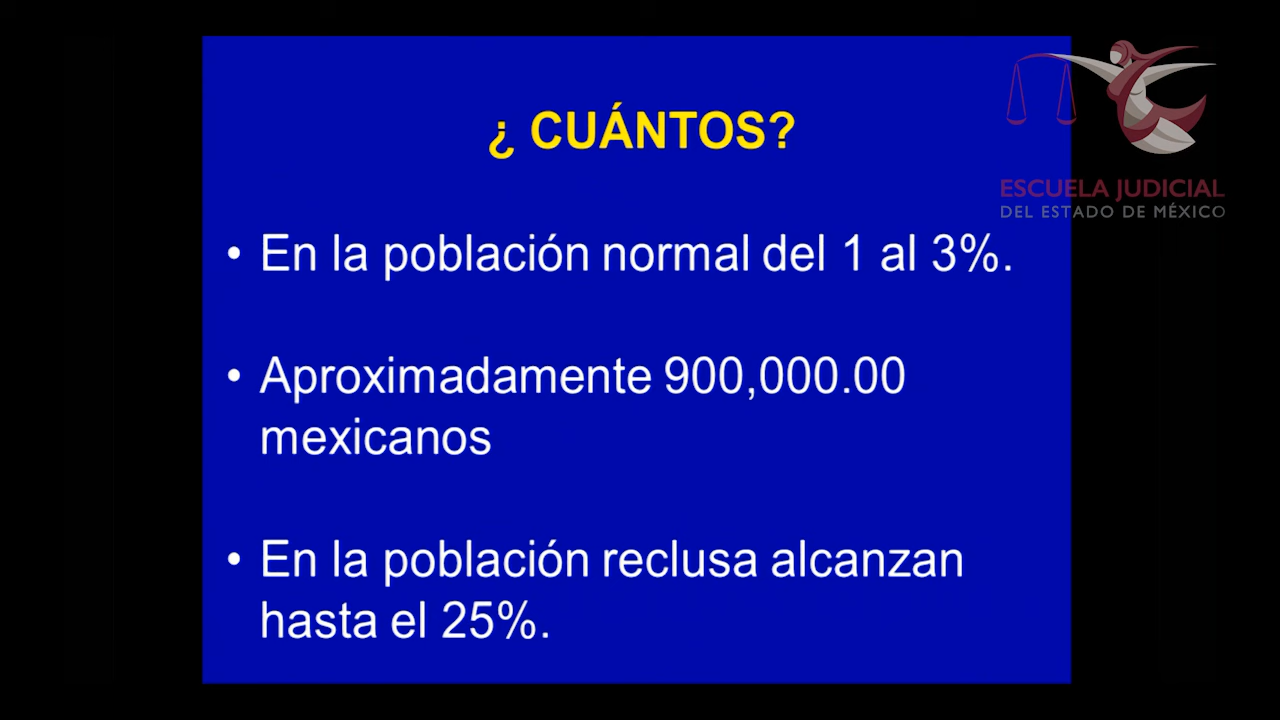 ¿ CUÁNTOS?
ESCUELA JUDICIAL
DEL ESTADO DE MÉXICO
• En la población normal del 1 al 3%.
• Aproximadamente 900,000.00
mexicanos
• En la población reclusa alcanzan
hasta el 25%.